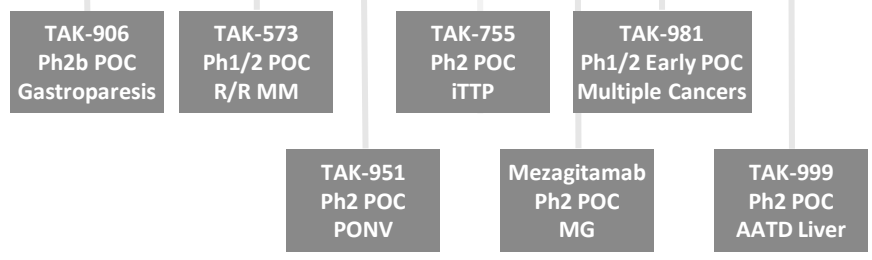 TAK-906
Ph2b POC
Gastroparesis
TAK-573
Ph1/2 POC
R/R MM
TAK-755
Ph2 POC
iTTP
TAK-981
Ph1/2 Early POC
Multiple Cancers
TAK-951
Ph2 POC
PONV
Mezagitamab
Ph2 POC
MG
TAK-999
Ph2 POC
AATD Liver